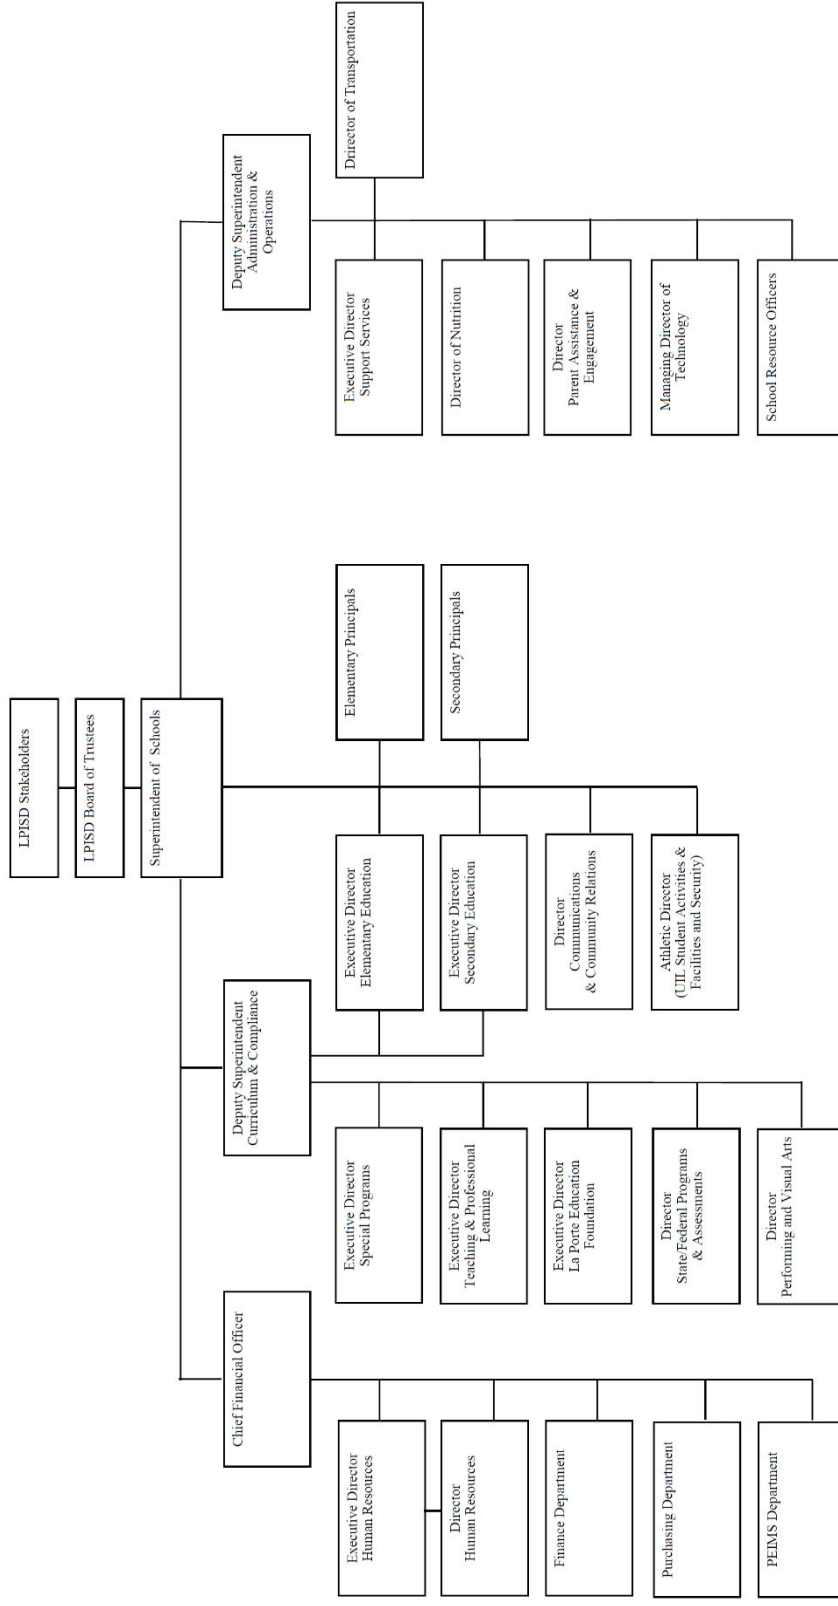 LPISD Stakeholders
LPISD Board of Trustees
Superintendent of Schools
Chief Financial Officer
Deputy Superintendent
Curriculum & Compliance
Deputy Superintendent
Administration &
Operations
Executive Director
Human Resources
Director
Human Resources
Finance Department
Purchasing Department
PEIMS Department
Executive Director
Special Programs
Executive Director
Teaching & Professional
Learning
Executive Director
La Porte Education
Foundation
Director
State/Federal Programs
& Assessments
Director
Performing and Visual Arts
Executive Director
Elementary Education
Executive Director
Secondary Education
Director
Communications
& Community Relations
Athletic Director
(UIL Student Activities &
Facilities and Security)
Elementary Principals
Secondary Principals
Executive Director
Support Services
Director of Nutrition
Director
Parent Assistance &
Engagement
Managing Director of
Technology
School Resource Officers
Drirector of Transportation